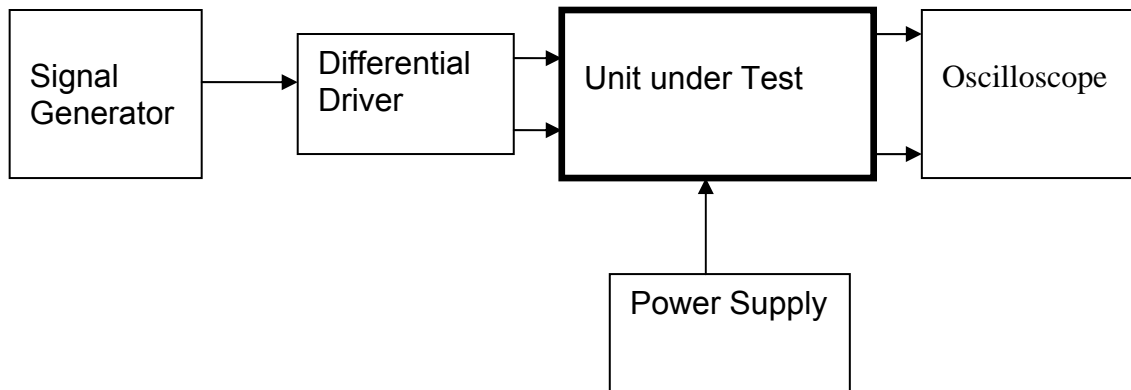 Signal
Generator
Differential
Driver
Unit under Test
Oscilloscope
Power Supply